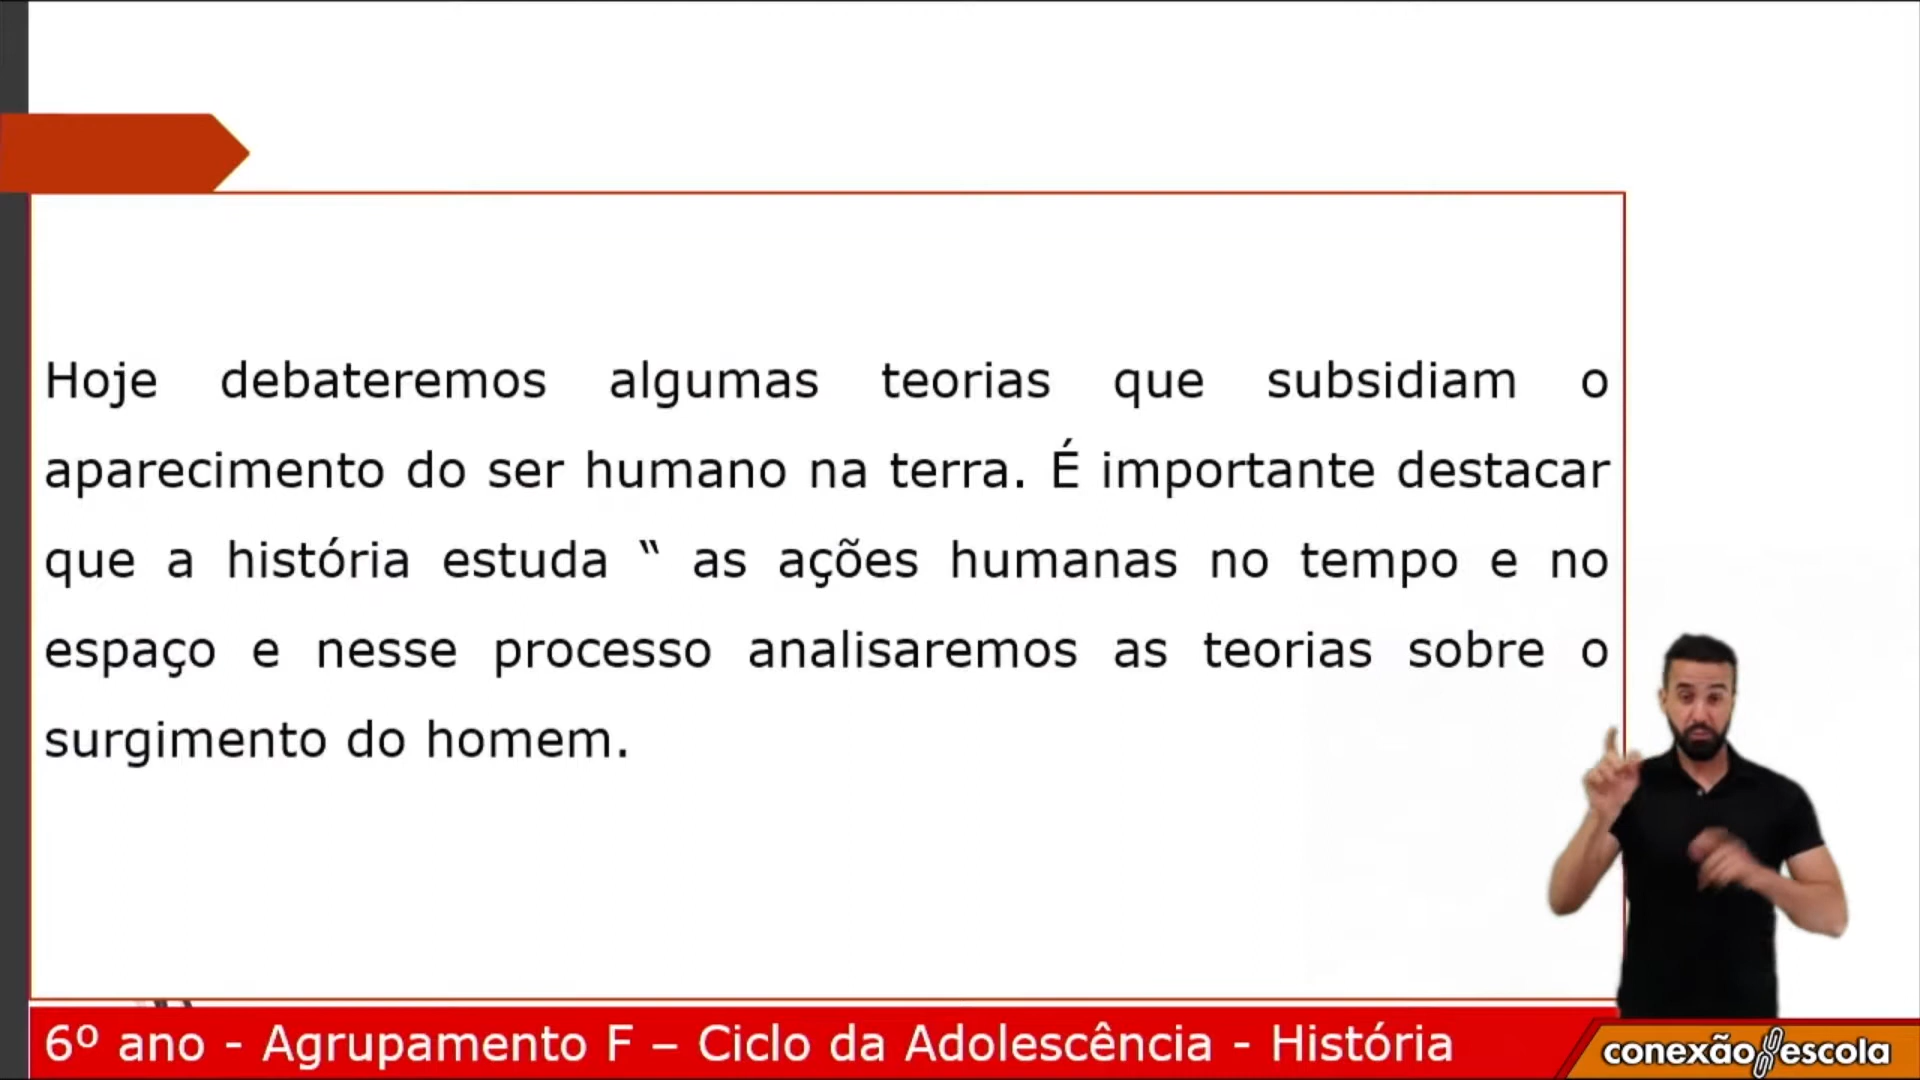 Hoje debateremos algumas teorias que subsidiam o
aparecimento do ser humano na terra. É importante destacar
que a história estuda “ as ações humanas no tempo e no
espaço e nesse processo analisaremos as teorias sobre o
surgimento do homem.
6º ano - Agrupamento F – Ciclo da Adolescência - História
conexão escola